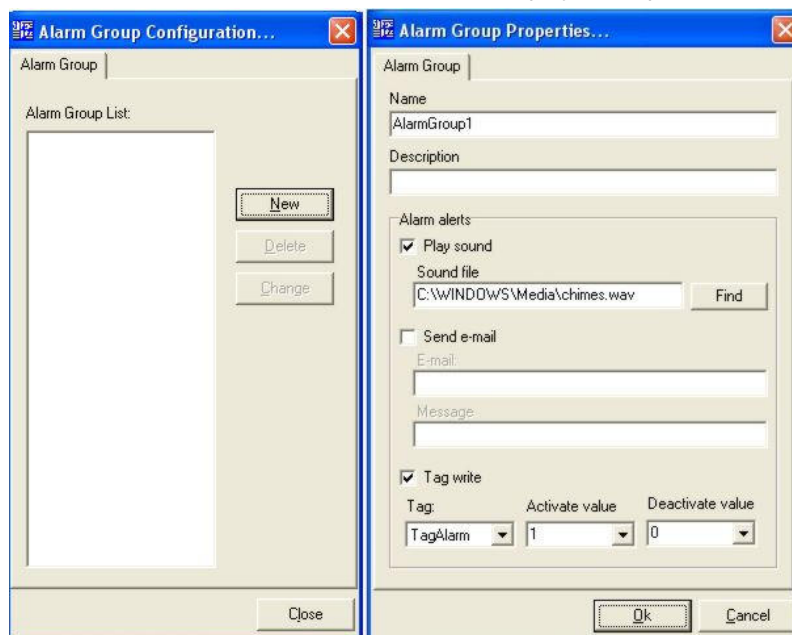 Alarm Group Configuration...
Alarm Group
Alarm Group List:
New
Delete
Change
Close
Alarm Group Properties...
Alarm Group
Name
AlarmGroup1
Description
Alarm alerts
Play sound
Sound file
C:\WINDOWS\Media\chimes.wav
Find
Send e-mail
E-mail:
Message
Tag write
Tag: Activate value Deactivate value
TagAlarm 1 0
Ok Cancel